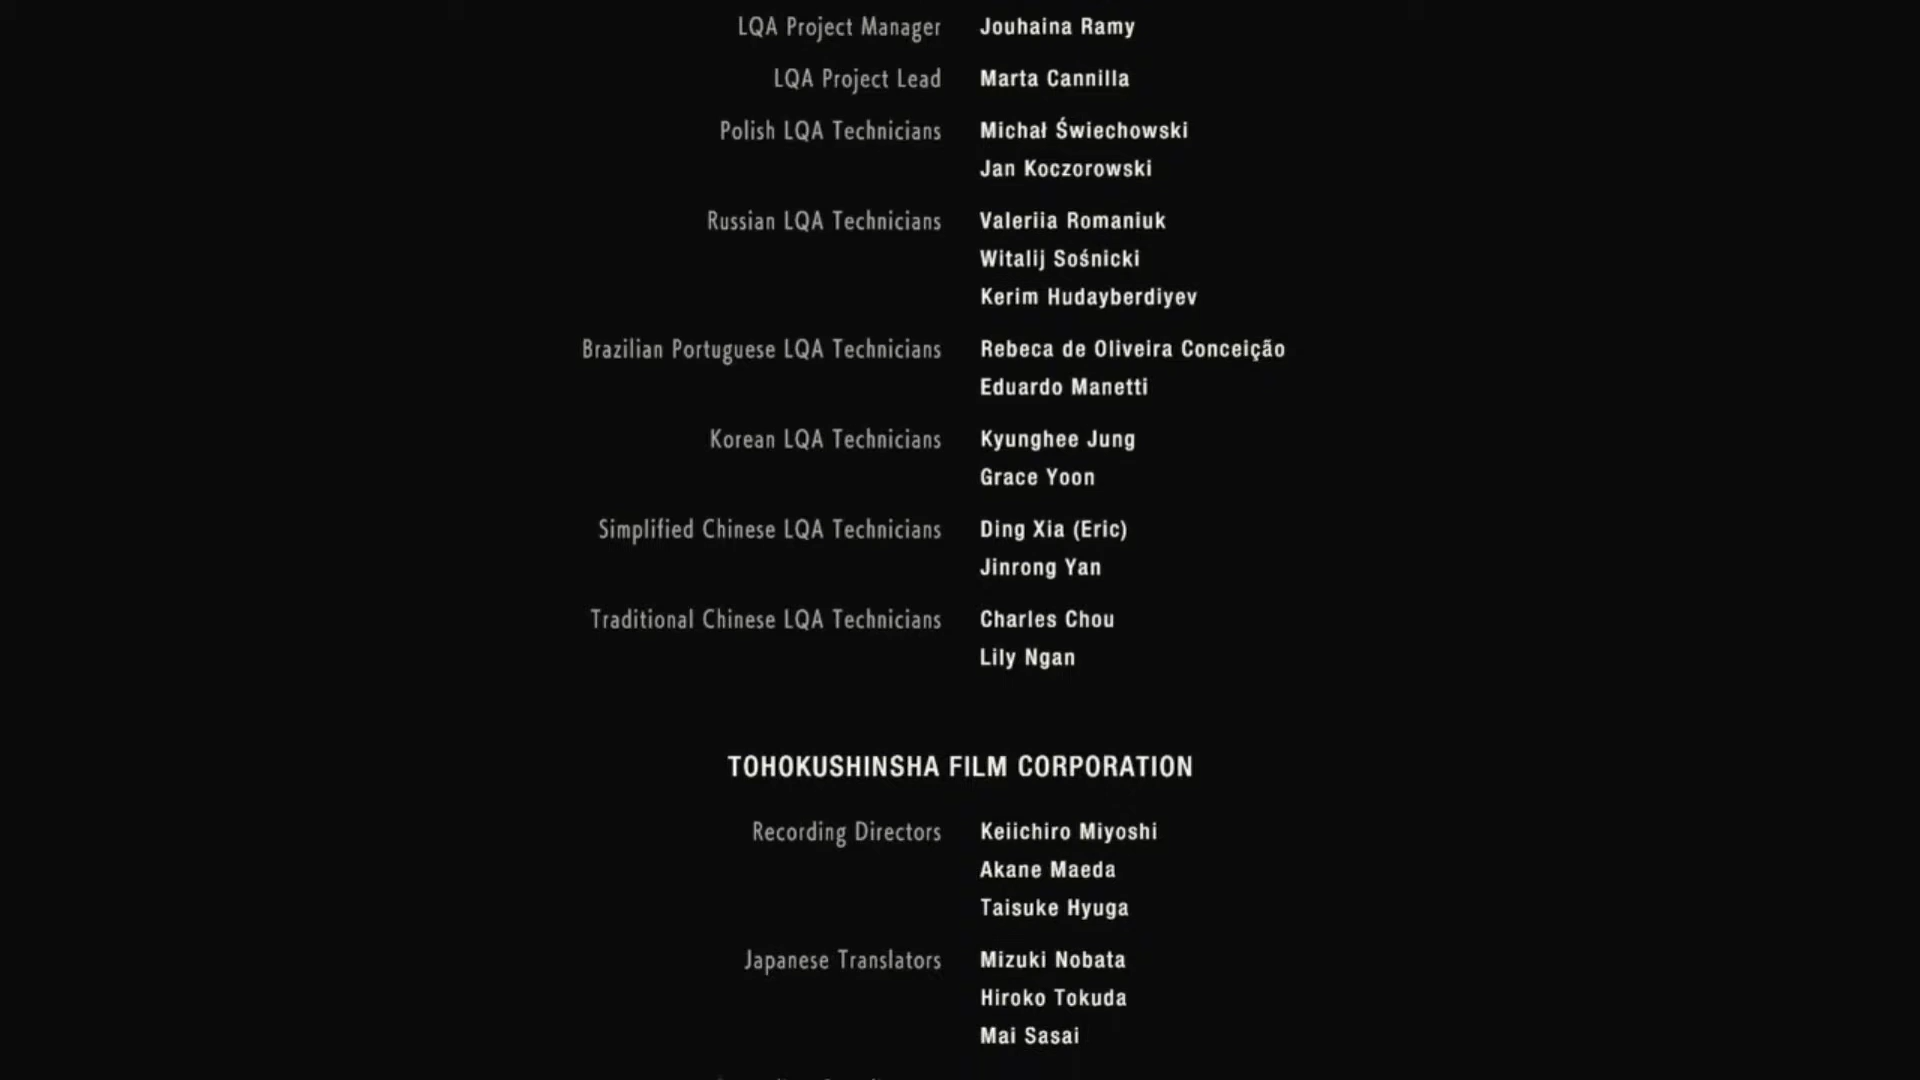 LQA Project Manager Jouhaina Ramy
LQA Project Lead Marta Cannilla
Polish LQA Technicians Michał Świechowski
Jan Koczorowski
Russian LQA Technicians Valeriia Romaniuk
Witalij Sośnicki
Kerim Hudayberdiyev
Brazilian Portuguese LQA Technicians Rebeca de Oliveira Conceição
Eduardo Manetti
Korean LQA Technicians Kyunghee Jung
Grace Yoon
Simplified Chinese LQA Technicians Ding Xia (Eric)
Jinrong Yan
Traditional Chinese LQA Technicians Charles Chou
Lily Ngan
TOHOKUSHINSHA FILM CORPORATION
Recording Directors Keiichiro Miyoshi
Akane Maeda
Taisuke Hyuga
Japanese Translators Mizuki Nobata
Hiroko Tokuda
Mai Sasai